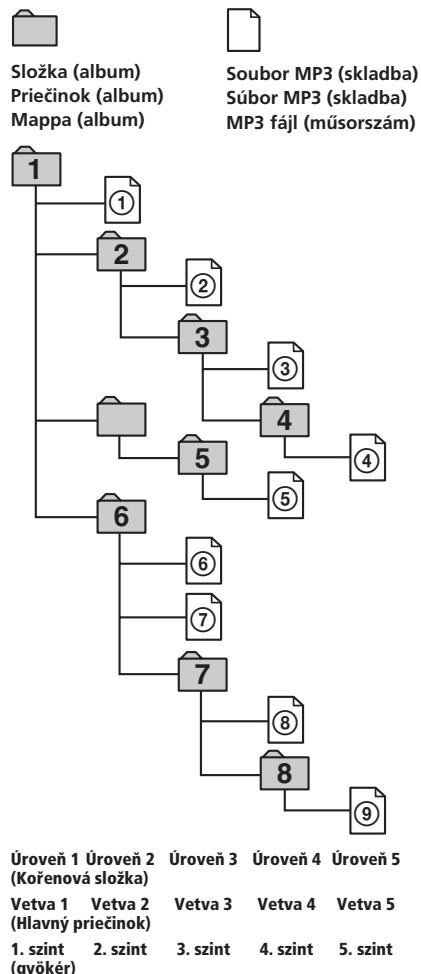 Složka (album)
Priečinok (album)
Mappa (album)
Soubor MP3 (skladba)
Súbor MP3 (skladba)
MP3 fájl (műsorszám)
1
①
2
②
3
③
4
④
5
⑤
6
⑥
⑦
7
⑧
8
⑨
Úroveň 1 Úroveň 2 Úroveň 3 Úroveň 4 Úroveň 5
(Kořenová složka)
Vetva 1 Vetva 2 Vetva 3 Vetva 4 Vetva 5
(Hlavný priečinok)
1. szint 2. szint 3. szint 4. szint 5. szint
(gyökér)